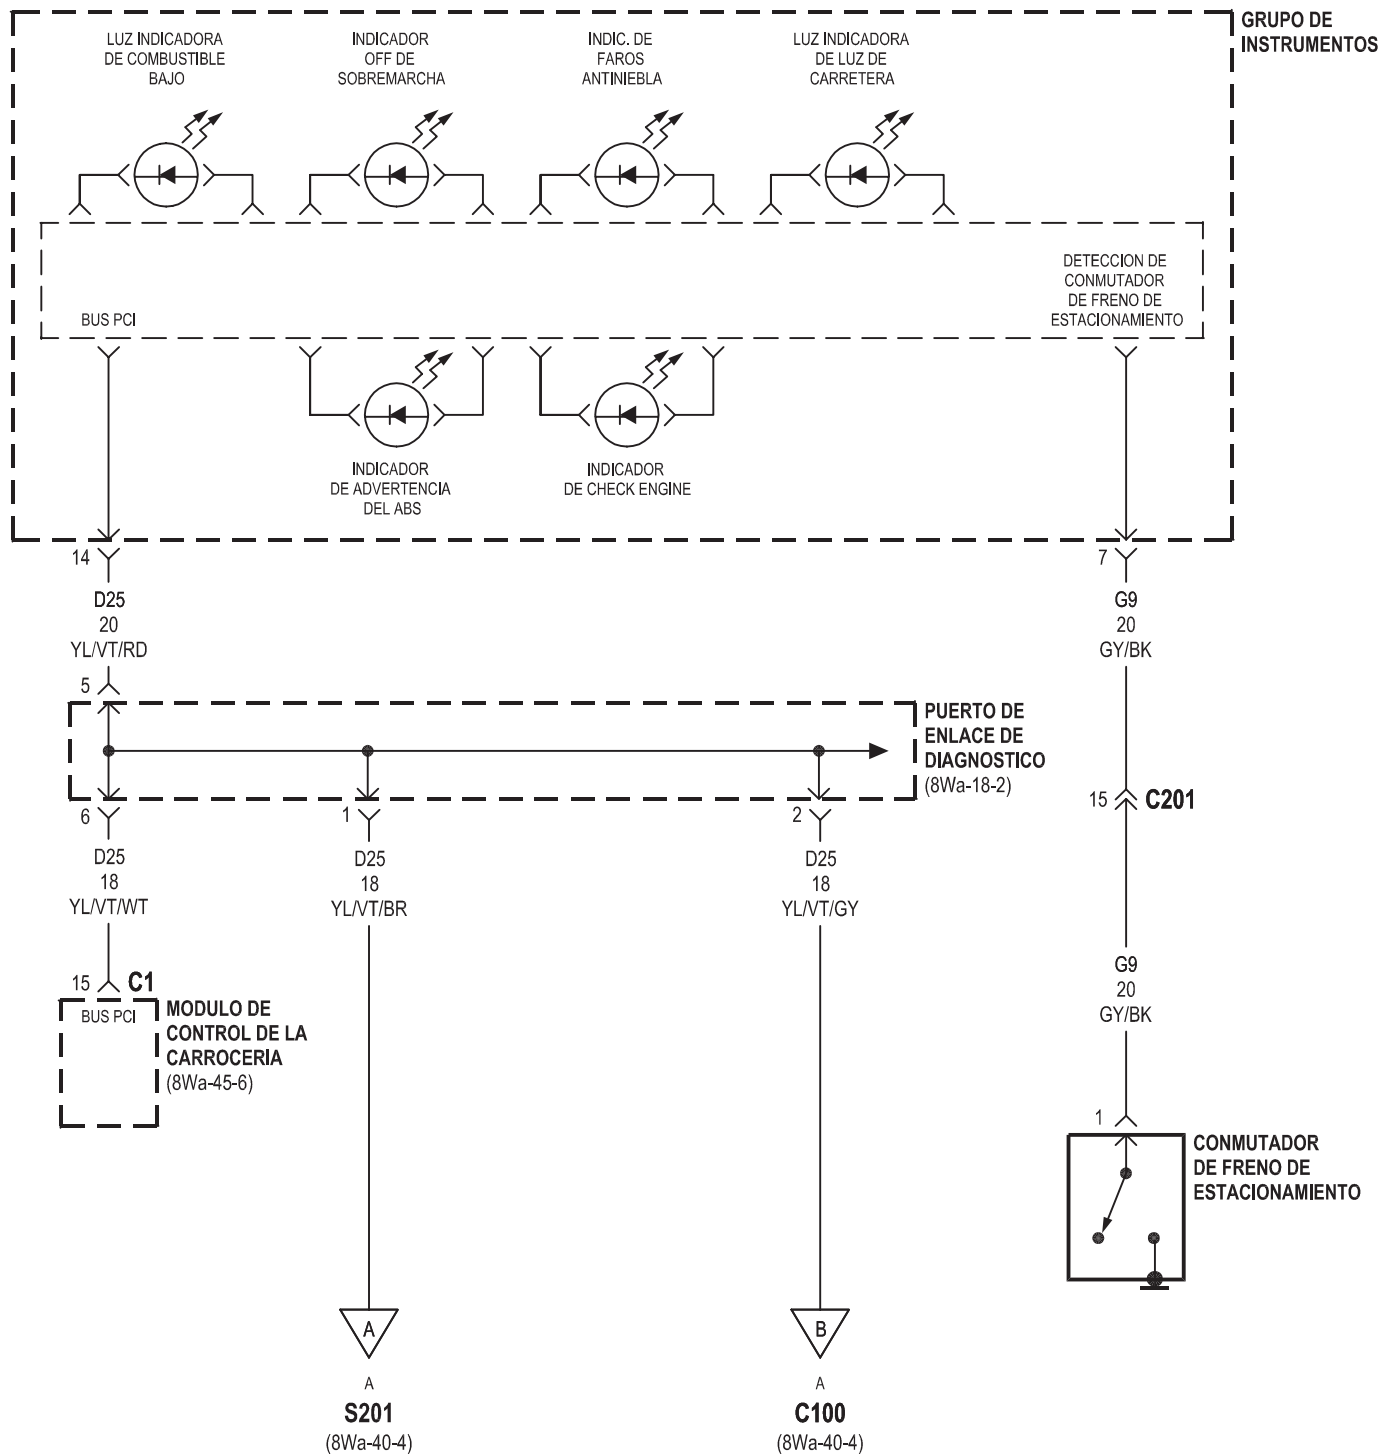 GRUPO DE
INSTRUMENTOS
LUZ INDICADORA
DE COMBUSTIBLE
BAJO
INDICADOR
OFF DE
SOBREMARCHA
INDIC. DE
FAROS
ANTINIEBLA
LUZ INDICADORA
DE LUZ DE
CARRETERA
BUS PCI
DETECCION DE
CONMUTADOR
DE FRENO DE
ESTACIONAMIENTO
INDICADOR
DE ADVERTENCIA
DEL ABS
INDICADOR
DE CHECK ENGINE
14
D25
20
YL/VT/RD
5
7
G9
20
GY/BK
PUERTO DE
ENLACE DE
DIAGNOSTICO
(8Wa-18-2)
15 C201
6
D25
18
YL/VT/WT
1
D25
18
YL/VT/BR
2
D25
18
YL/VT/GY
15 C1
BUS PCI
MODULO DE
CONTROL DE LA
CARROCERIA
(8Wa-45-6)
G9
20
GY/BK
1
CONMUTADOR
DE FRENO DE
ESTACIONAMIENTO
A
A
S201
(8Wa-40-4)
B
A
C100
(8Wa-40-4)